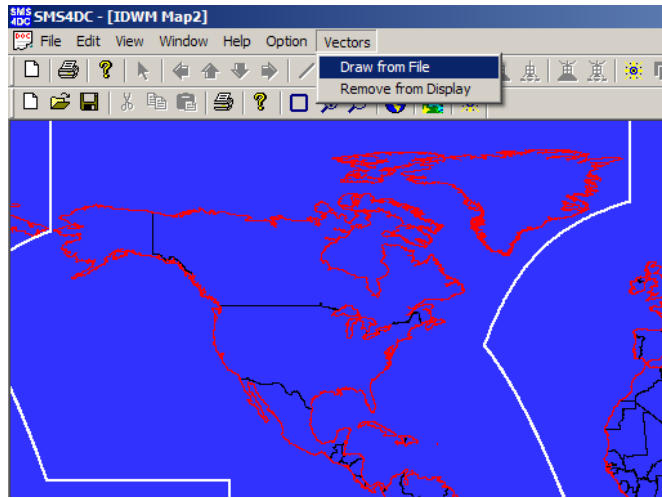 SMS4DC - [IDWM Map2]
File Edit View Window Help Option Vectors
Draw from File
Remove from Display